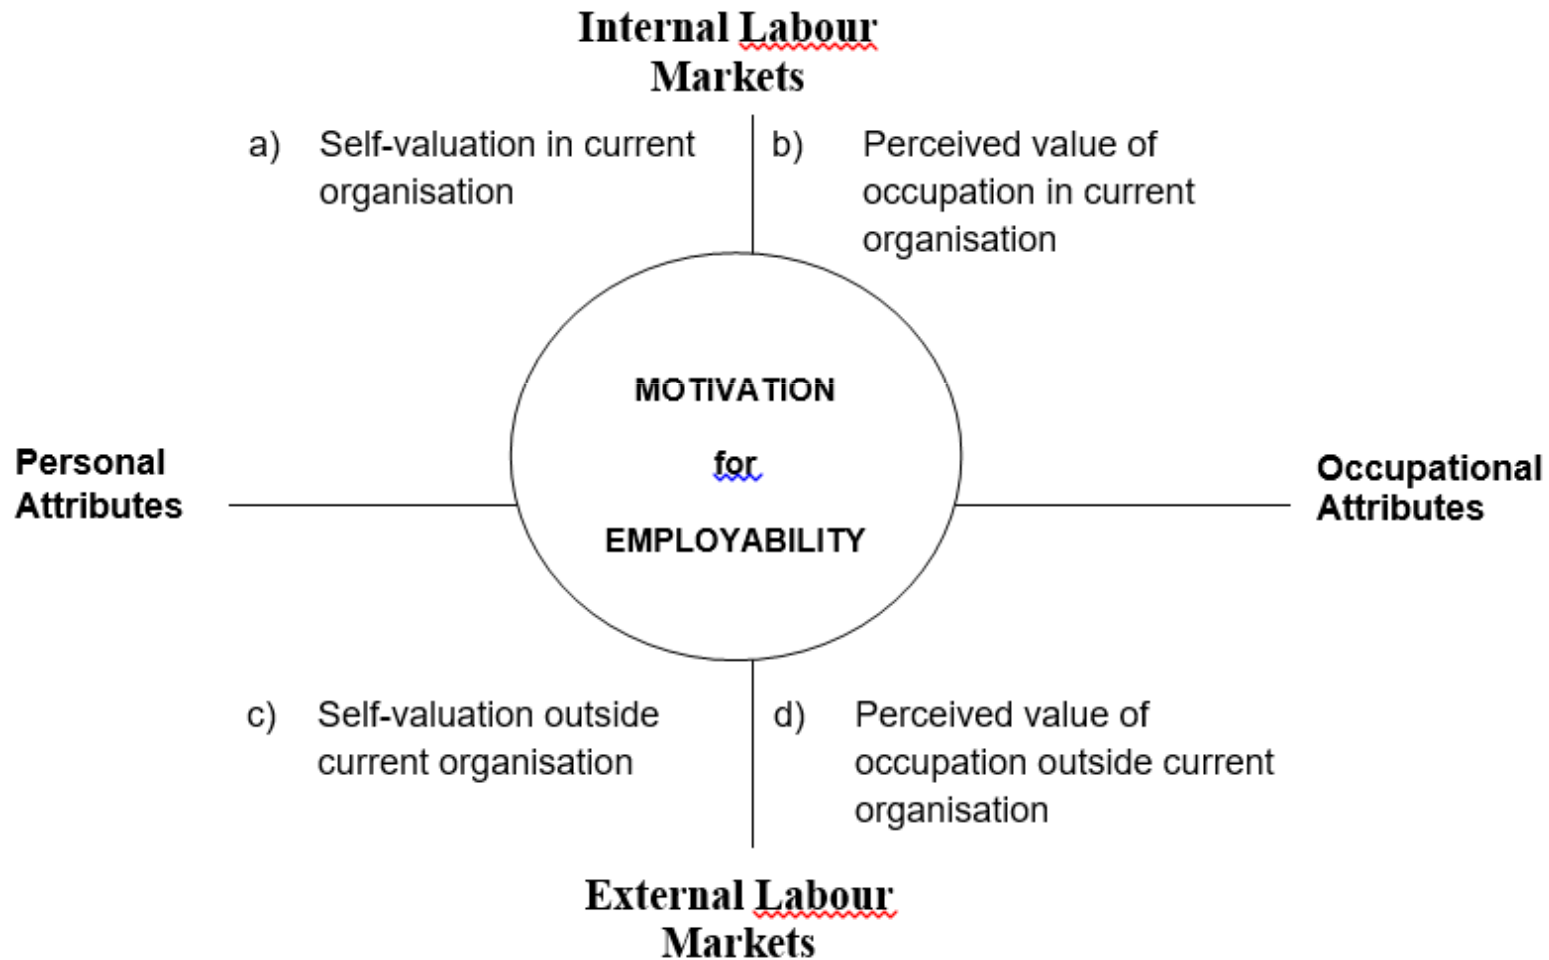 Internal Labour
Markets
a) Self-valuation in current
organisation
b) Perceived value of
occupation in current
organisation
MOTIVATION
for
EMPLOYABILITY
Personal
Attributes
Occupational
Attributes
c) Self-valuation outside
current organisation
d) Perceived value of
occupation outside current
organisation
External Labour
Markets